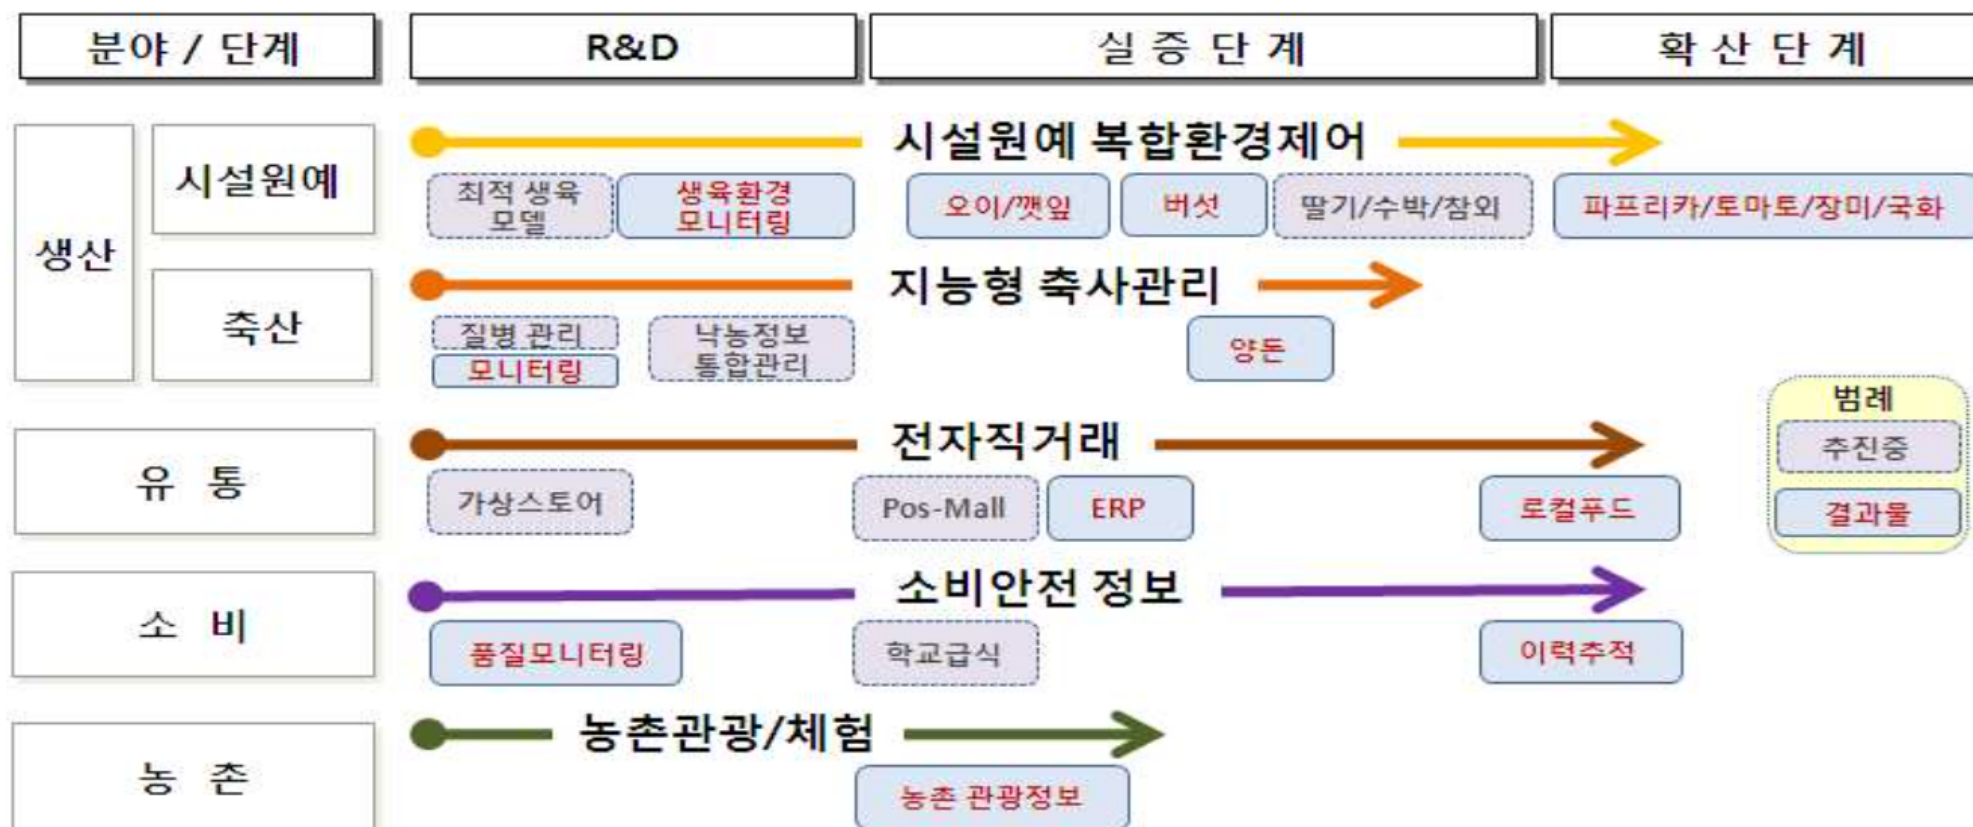 분야 / 단계
R&D
실 증 단 계
확 산 단 계
생산
시설원예
시설원예 복합환경제어
최적 생육
모델
생육환경
모니터링
오이/깻잎
버섯
딸기/수박/참외
파프리카/토마토/장미/국화
축산
지능형 축사관리
질병 관리
모니터링
낙농정보
통합관리
양돈
유 통
전자직거래
가상스토어
Pos-Mall
ERP
로컬푸드
범례
추진중
결과물
소 비
소비안전 정보
품질모니터링
학교급식
이력추적
농 촌
농촌관광/체험
농촌 관광정보